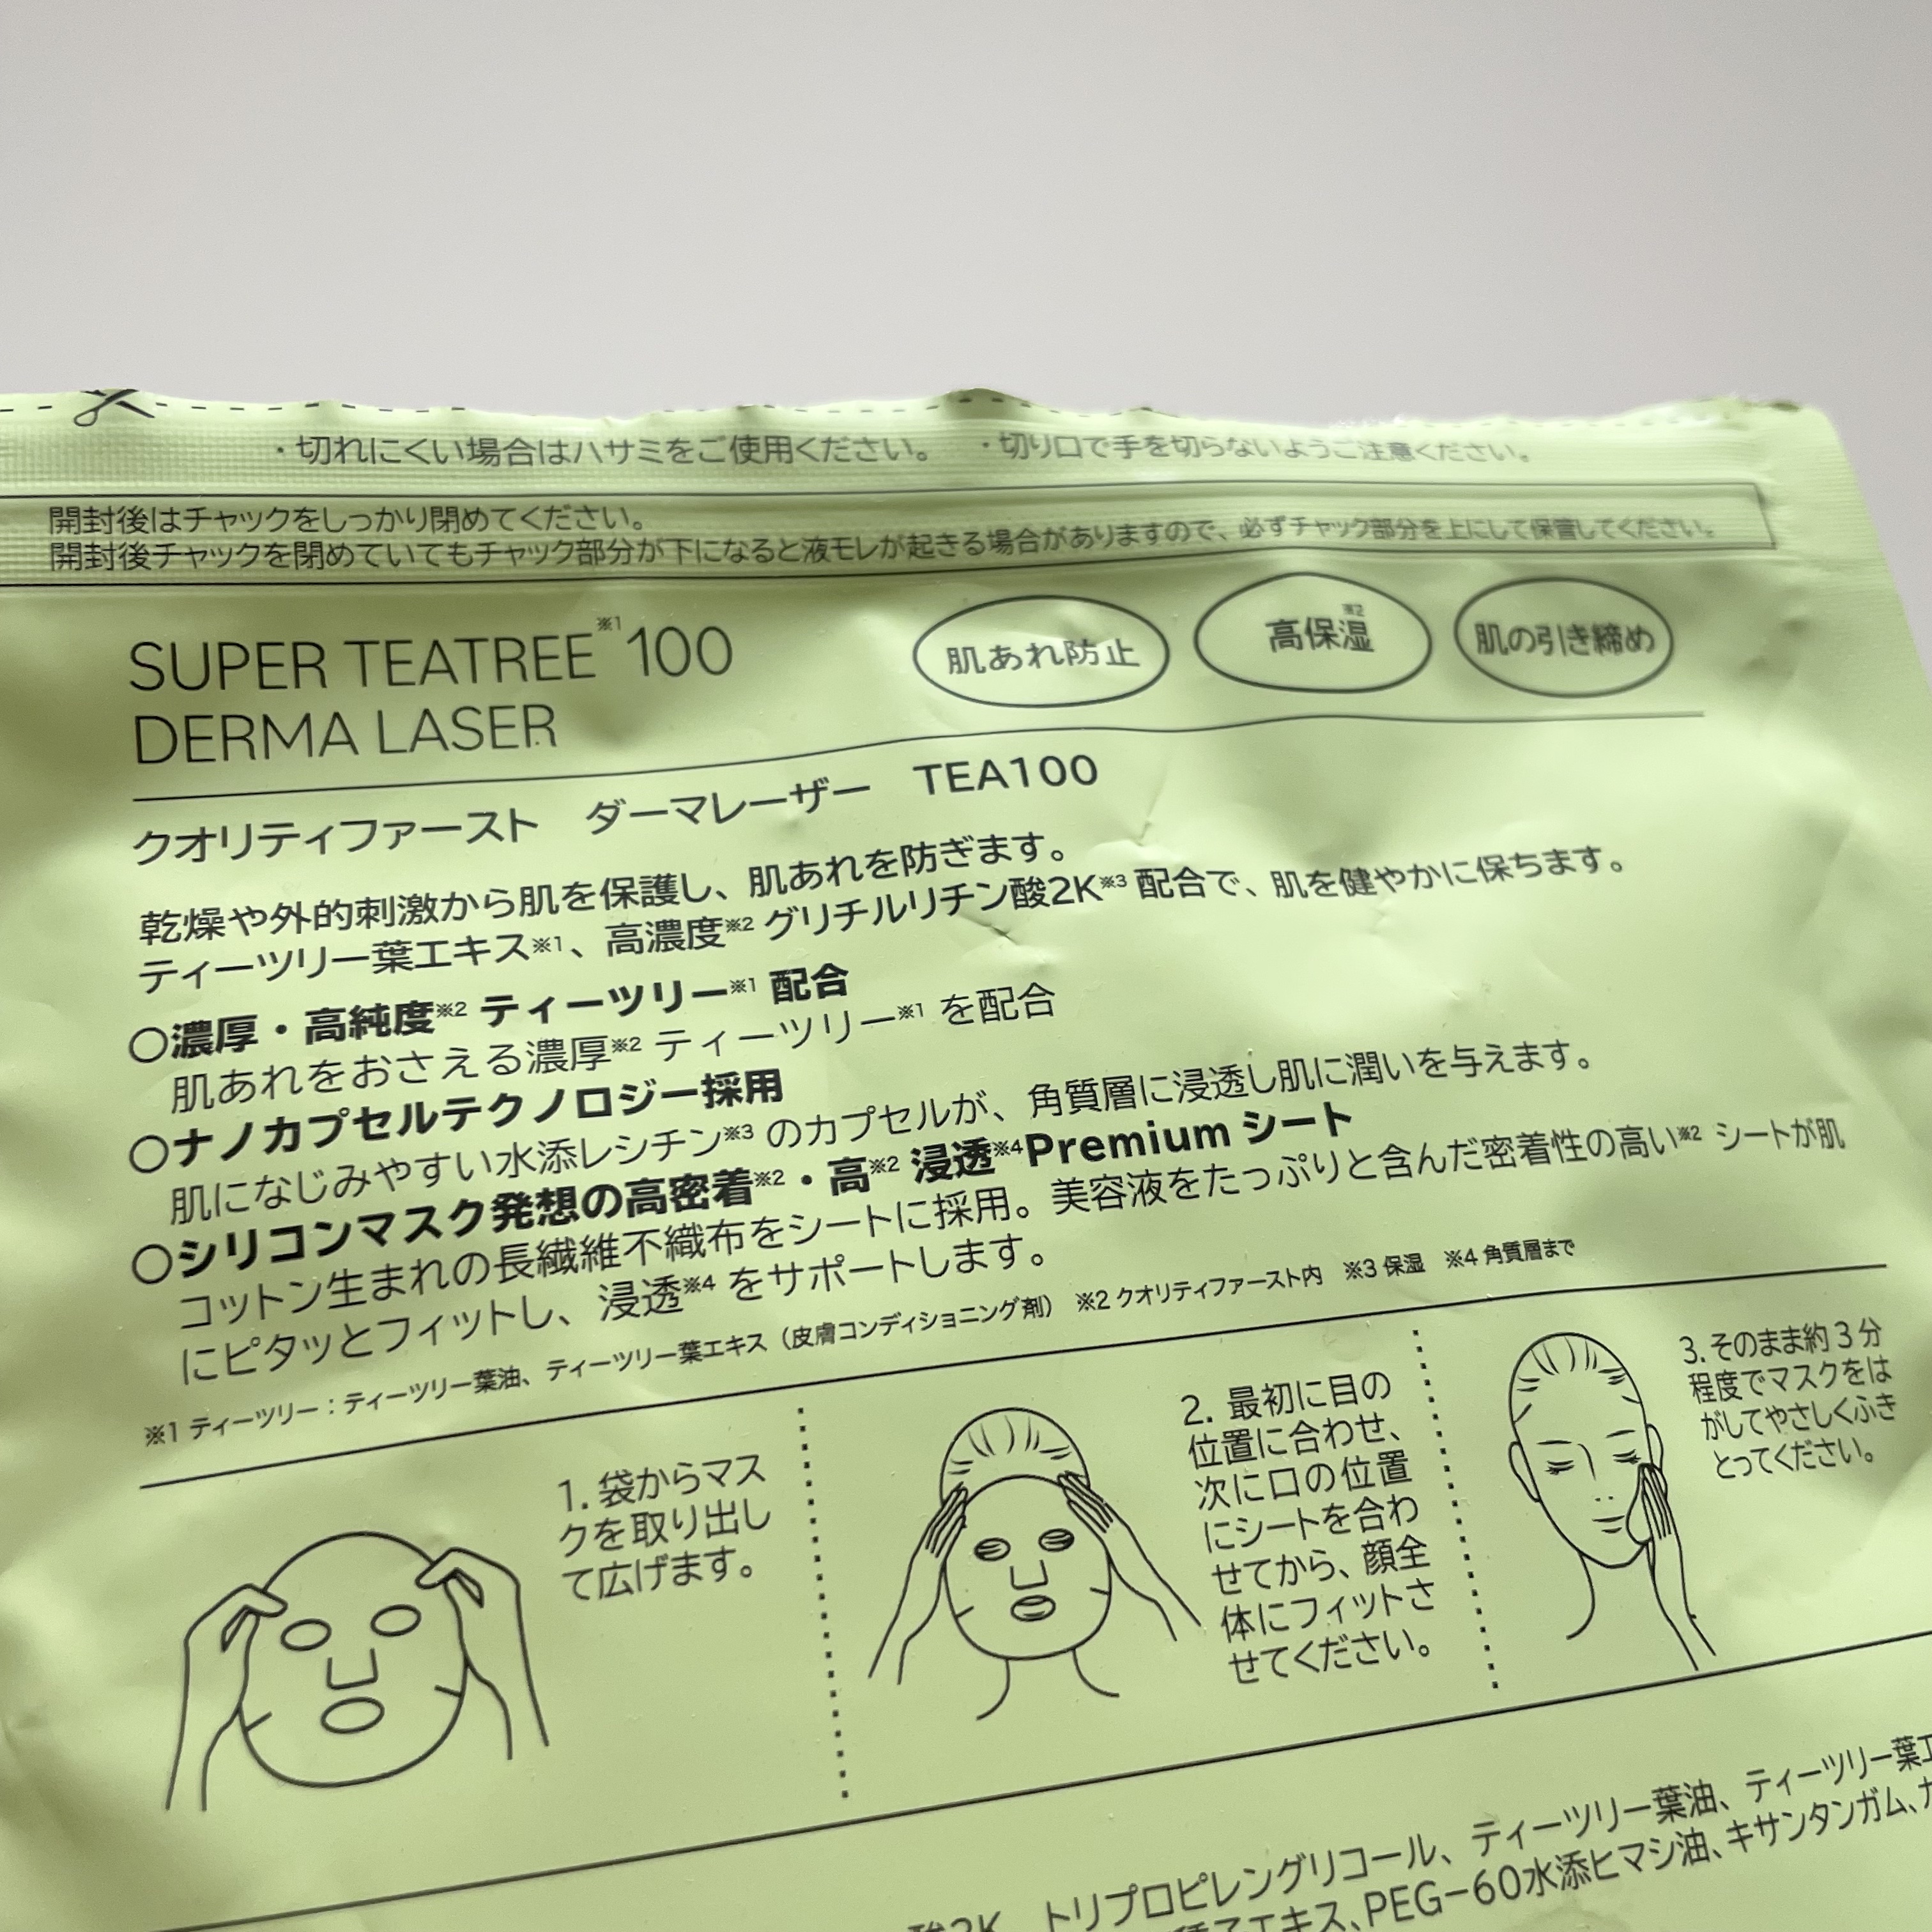 ・切れにくい場合はハサミをご使用ください。　・切り口で手を切らないようご注意ください。
開封後はチャックをしっかり閉めてください。
開封後チャックを閉めていてもチャック部分が下になると液モレが起きる場合がありますので、必ずチャック部分を上にして保管してください。
SUPER TEATREE※1 100
DERMA LASER
肌あれ防止
高保湿※2
肌の引き締め
クオリティファースト　ダーマレーザー　TEA100
乾燥や外的刺激から肌を保護し、肌あれを防ぎます。
ティーツリー葉エキス※1、高濃度※2 グリチルリチン酸2K※3 配合で、肌を健やかに保ちます。
○濃厚・高純度※2 ティーツリー※1 配合
肌あれをおさえる濃厚※2 ティーツリー※1 を配合
○ナノカプセルテクノロジー採用
肌になじみやすい水添レシチン※3 のカプセルが、角質層に浸透し肌に潤いを与えます。
○シリコンマスク発想の高密着※2・高※2 浸透※4Premium シート
コットン生まれの長繊維不織布をシートに採用。美容液をたっぷりと含んだ密着性の高い※2 シートが肌
にピタッとフィットし、浸透※4 をサポートします。
※1 ティーツリー：ティーツリー葉油、ティーツリー葉エキス（皮膚コンディショニング剤）　※2 クオリティファースト内　※3 保湿　※4 角質層まで
1. 袋からマス
クを取り出し
て広げます。
2. 最初に目の
位置に合わせ、
次に口の位置
にシートを合わ
せてから、顔全
体にフィットさ
せてください。
3. そのまま約３分
程度でマスクをは
がしてやさしくふき
とってください。
酸2K、トリプロピレングリコール、ティーツリー葉油、ティーツリー葉エ
エキス、PEG-60水添ヒマシ油、キサンタンガム、